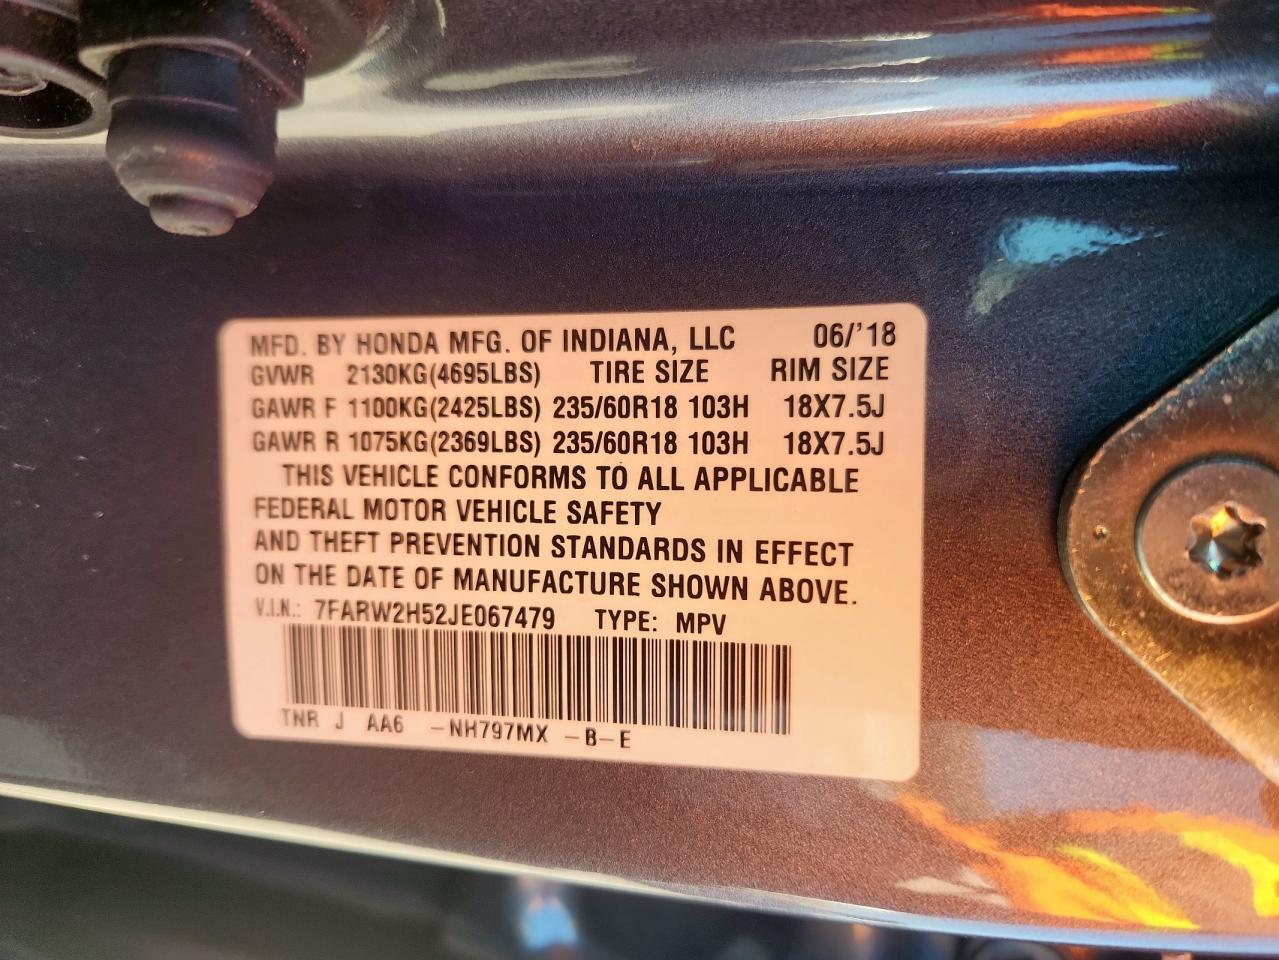 MFD. BY HONDA MFG. OF INDIANA, LLC 06/'18
GVWR 2130KG(4695LBS) TIRE SIZE RIM SIZE
GAWR F 1100KG(2425LBS) 235/60R18 103H 18X7.5J
GAWR R 1075KG(2369LBS) 235/60R18 103H 18X7.5J
THIS VEHICLE CONFORMS TO ALL APPLICABLE
FEDERAL MOTOR VEHICLE SAFETY
AND THEFT PREVENTION STANDARDS IN EFFECT
ON THE DATE OF MANUFACTURE SHOWN ABOVE.
V.I.N.: 7FARW2H52JE067479 TYPE: MPV
TNR J AA6 -NH797MX -B-E